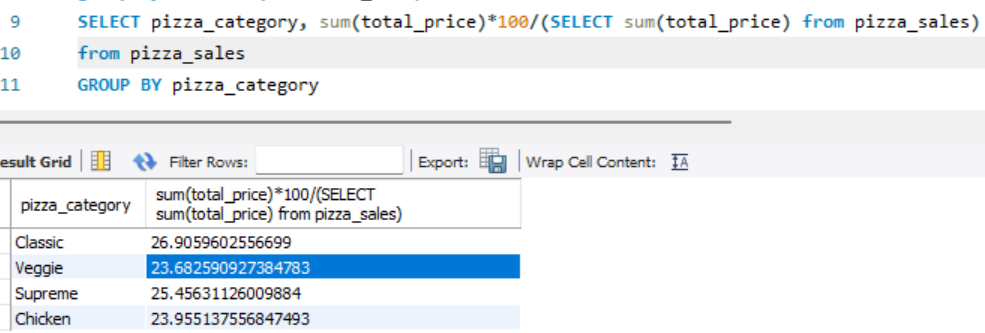 9 SELECT pizza_category, sum(total_price)*100/(SELECT sum(total_price) from pizza_sales)
10 from pizza_sales
11 GROUP BY pizza_category
esult Grid Filter Rows: Export: Wrap Cell Content: IA
pizza_category sum(total_price)*100/(SELECT
sum(total_price) from pizza_sales)
Classic 26.9059602556699
Veggie 23.682590927384783
Supreme 25.45631126009884
Chicken 23.955137556847493